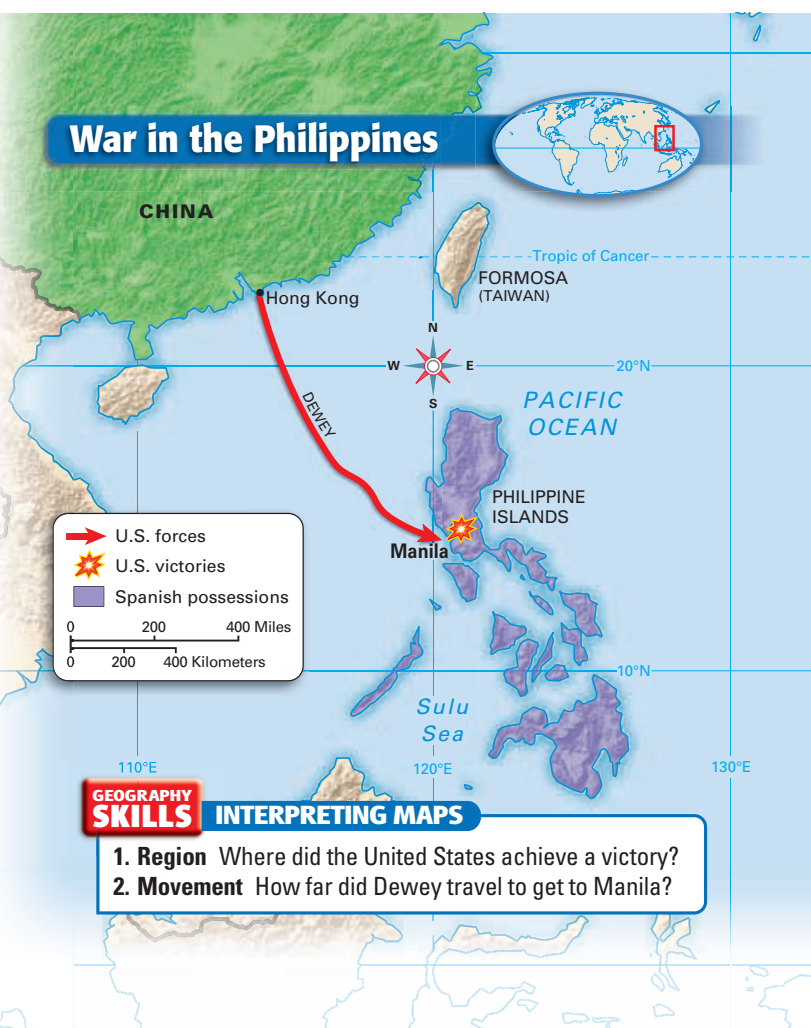 War in the Philippines
CHINA
Tropic of Cancer
FORMOSA
(TAIWAN)
Hong Kong
N
W
E
S
20°N
DEWEY
PACIFIC
OCEAN
PHILIPPINE
ISLANDS
Manila
U.S. forces
U.S. victories
Spanish possessions
0 200 400 Miles
0 200 400 Kilometers
10°N
Sulu
Sea
110°E
120°E
130°E
GEOGRAPHY
SKILLS
INTERPRETING MAPS
1. Region Where did the United States achieve a victory?
2. Movement How far did Dewey travel to get to Manila?